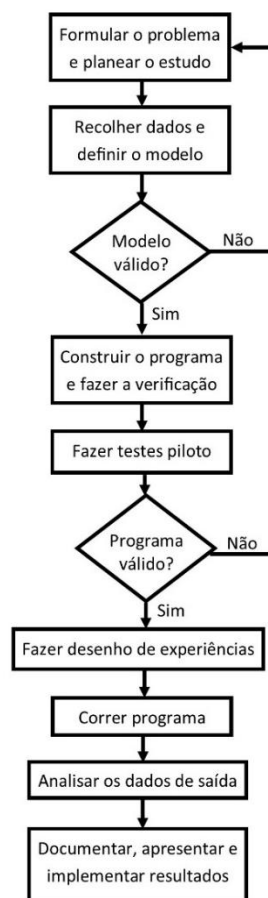 Formular o problema
e planear o estudo
Recolher dados e
definir o modelo
Modelo
válido?
Não
Sim
Construir o programa
e fazer a verificação
Fazer testes piloto
Programa
válido?
Não
Sim
Fazer desenho de experiências
Correr programa
Analisar os dados de saída
Documentar, apresentar e
implementar resultados